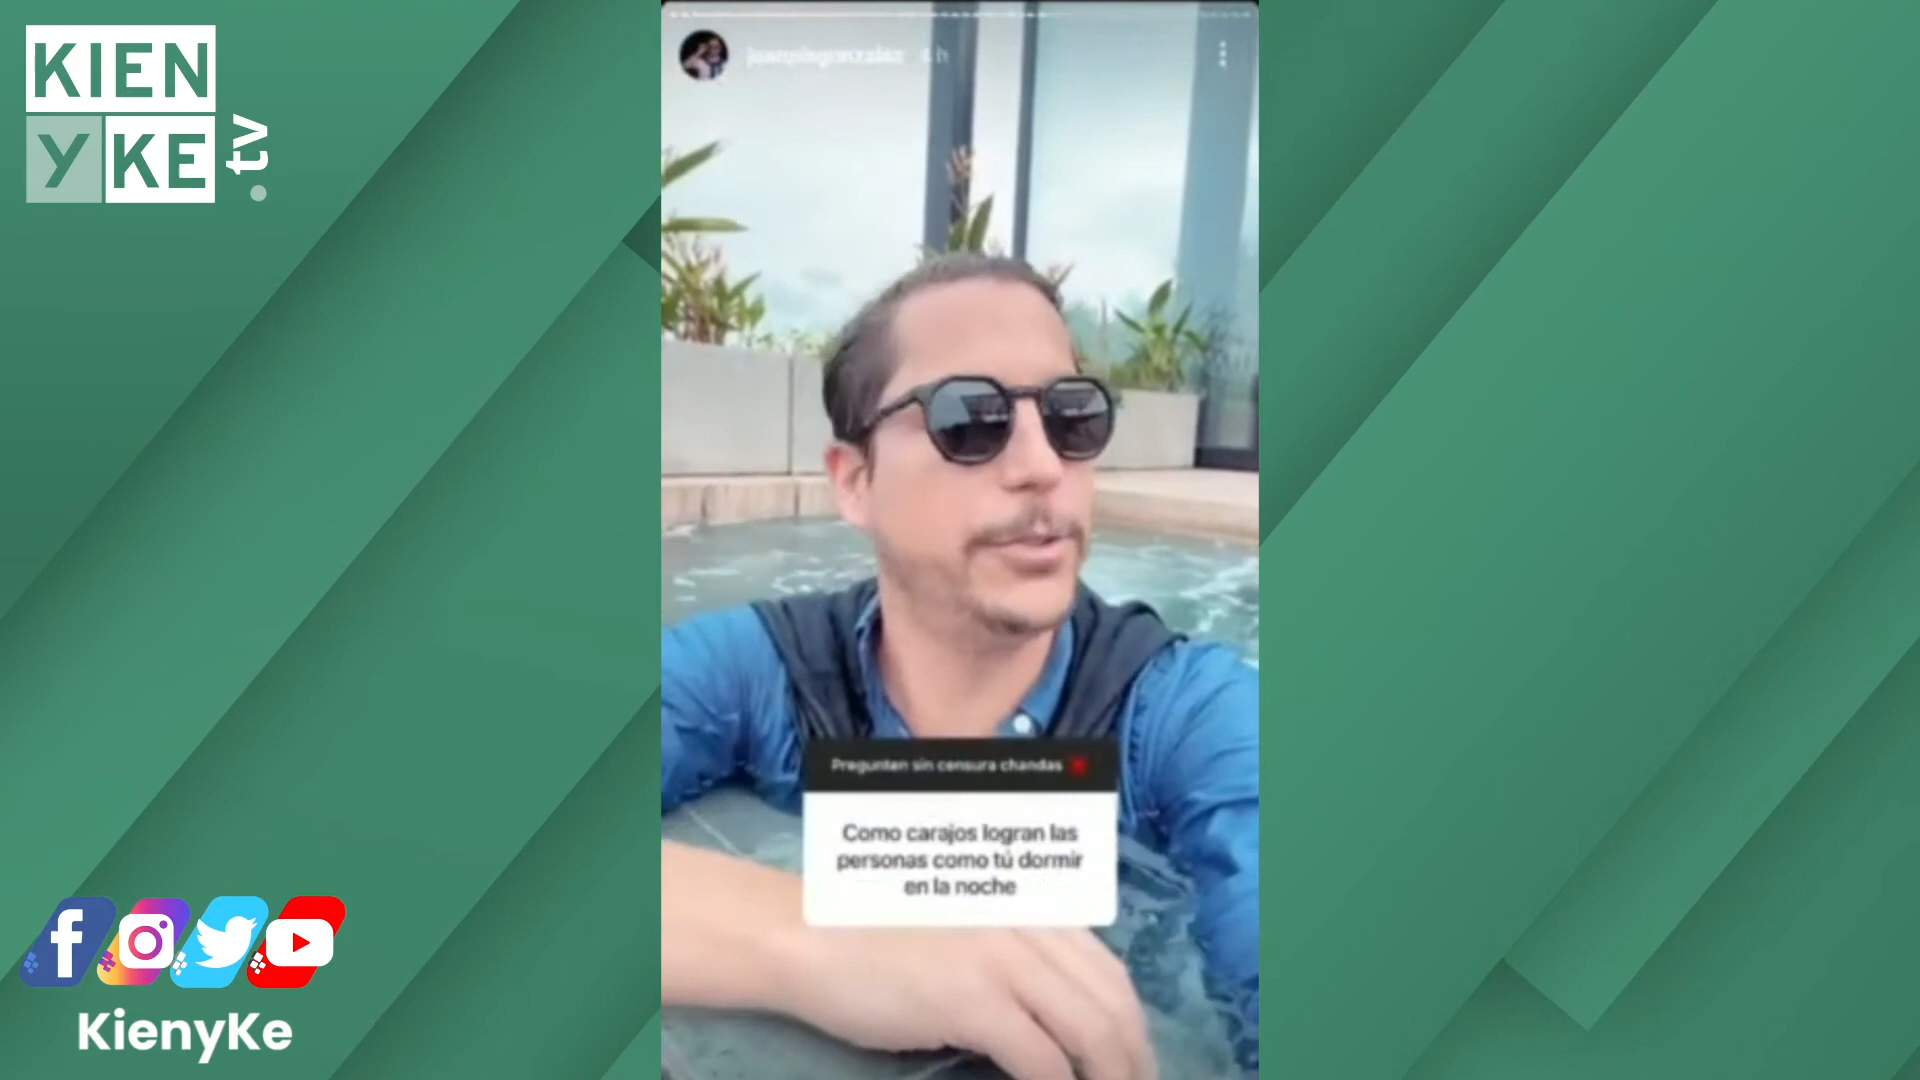 KIEN
YKE
.tv
Pregunten sin censura chandas
Como carajos logran las
personas como tú dormir
en la noche
KienyKe